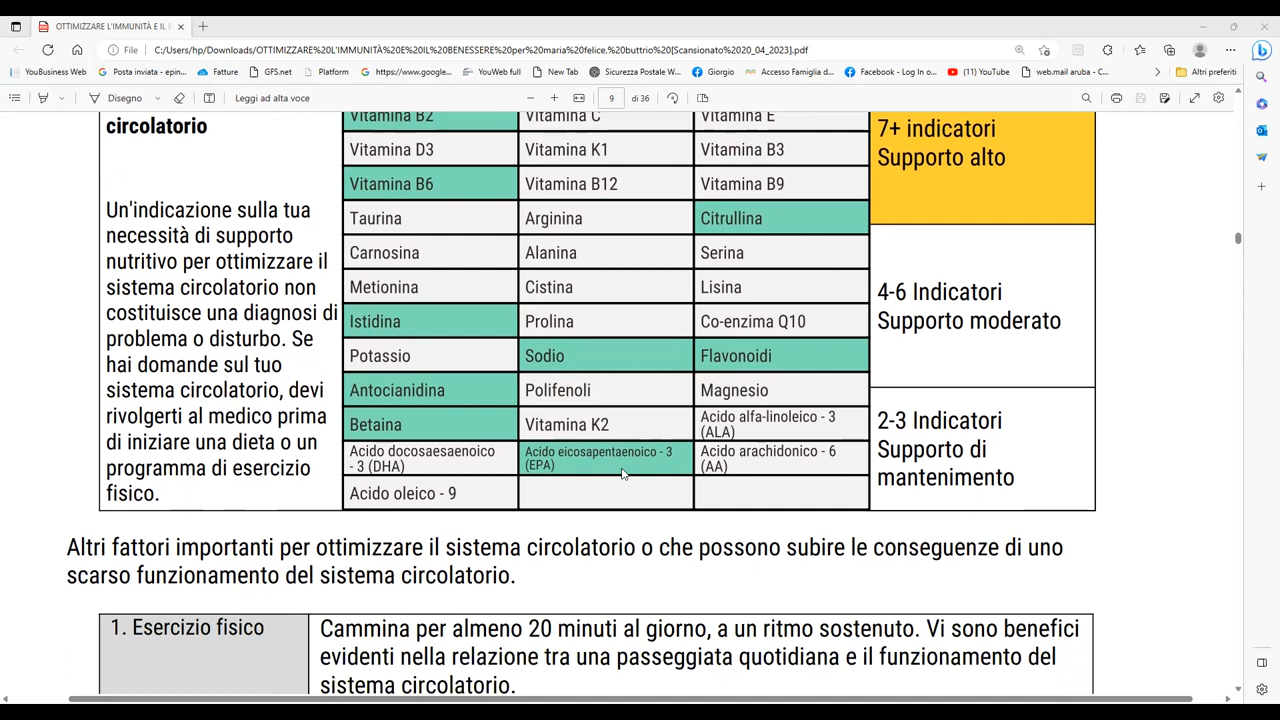 OTTIMIZZARE L'IMMUNITÀ E IL
File C:/Users/hp/Downloads/OTTIMIZZARE%20L'IMMUNITÀ%20E%20IL%20BENESSERE%20per%20maria%20felice,%20buttrio%20[Scansionato%2020_04_2023].pdf
YouBusiness Web Posta inviata - epin... Fatture GFS.net Platform https://www.google... YouWeb full New Tab Sicurezza Postale W... Giorgio Accesso Famiglia d... Facebook - Log In o... (11) YouTube web.mail aruba - C... Altri preferiti
Disegno Leggi ad alta voce 9 di 36
circolatorio
Un'indicazione sulla tua
necessità di supporto
nutritivo per ottimizzare il
sistema circolatorio non
costituisce una diagnosi di
problema o disturbo. Se
hai domande sul tuo
sistema circolatorio, devi
rivolgerti al medico prima
di iniziare una dieta o un
programma di esercizio
fisico.
Vitamina B2 Vitamina C Vitamina E
Vitamina D3 Vitamina K1 Vitamina B3
Vitamina B6 Vitamina B12 Vitamina B9
Taurina Arginina Citrullina
Carnosina Alanina Serina
Metionina Cistina Lisina
Istidina Prolina Co-enzima Q10
Potassio Sodio Flavonoidi
Antocianidina Polifenoli Magnesio
Betaina Vitamina K2 Acido alfa-linoleico - 3
(ALA)
Acido docosaesaenoico Acido eicosapentaenoico - 3 Acido arachidonico - 6
- 3 (DHA) (EPA) (AA)
Acido oleico - 9
7+ indicatori
Supporto alto
4-6 Indicatori
Supporto moderato
2-3 Indicatori
Supporto di
mantenimento
Altri fattori importanti per ottimizzare il sistema circolatorio o che possono subire le conseguenze di uno
scarso funzionamento del sistema circolatorio.
1. Esercizio fisico
Cammina per almeno 20 minuti al giorno, a un ritmo sostenuto. Vi sono benefici
evidenti nella relazione tra una passeggiata quotidiana e il funzionamento del
sistema circolatorio.